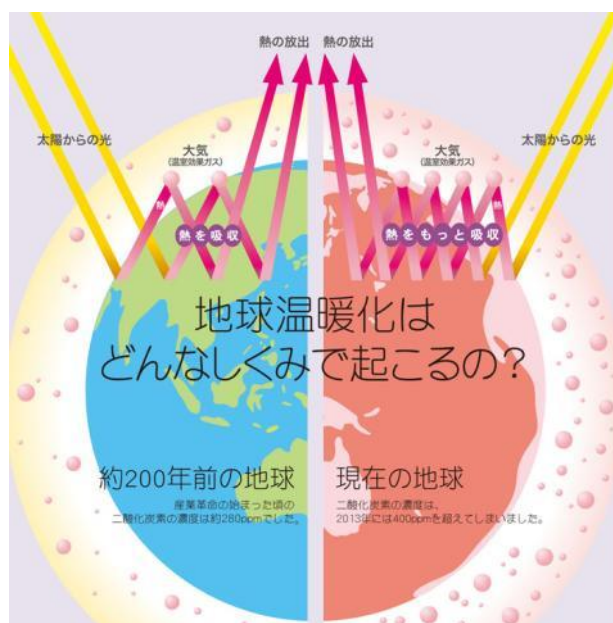 熱の放出
熱の放出
太陽からの光
大気
(温室効果ガス)
熱
熱を吸収
大気
(温室効果ガス)
太陽からの光
熱
熱をもっと吸収
地球温暖化は
どんなしくみで起こるの?
約200年前の地球
産業革命の始まった頃の
二酸化炭素の濃度は約280ppmでした。
現在の地球
二酸化炭素の濃度は、
2013年には400ppmを超えてしまいました。